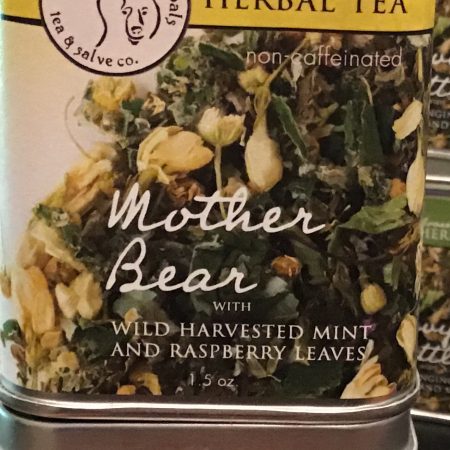 HERBAL TEA
tea & salve co.
non-caffeinated
Mother
Bear
WITH
WILD HARVESTED MINT
AND RASPBERRY LEAVES
1.5 oz.